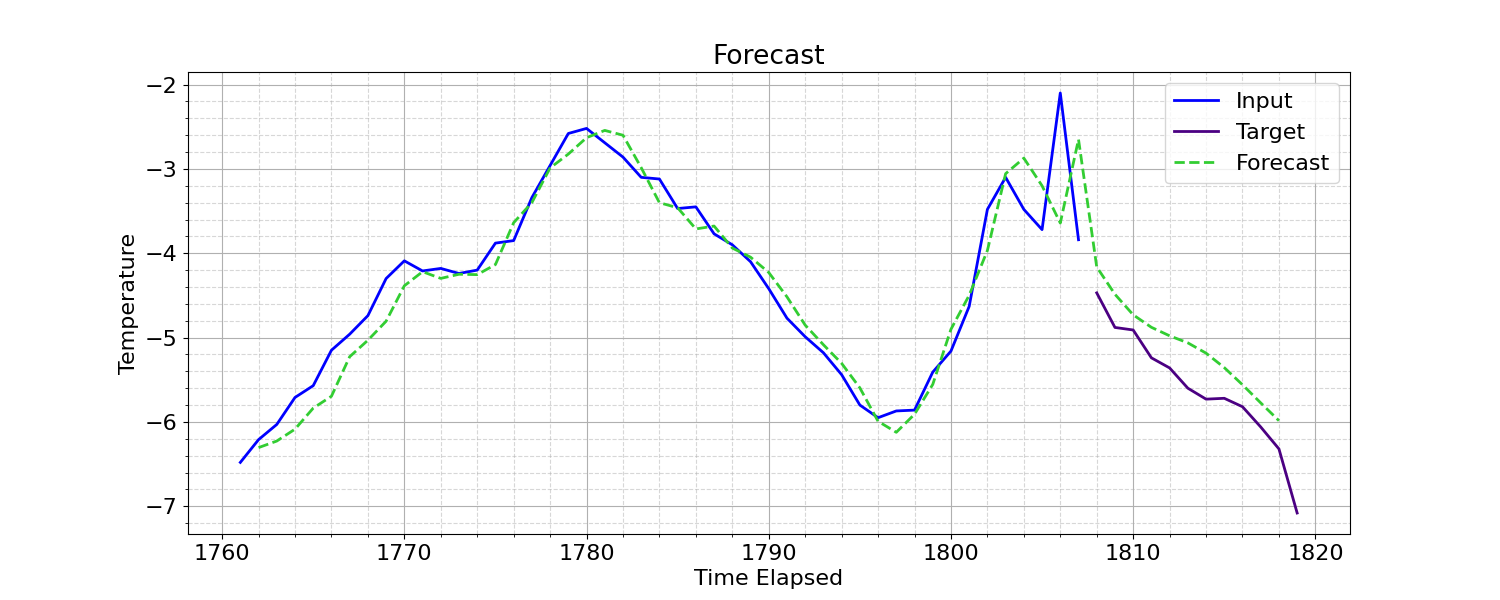 Forecast
−2
−3
−4
−5
−6
−7
Temperature
1760 1770 1780 1790 1800 1810 1820
Time Elapsed
Input
Target
Forecast